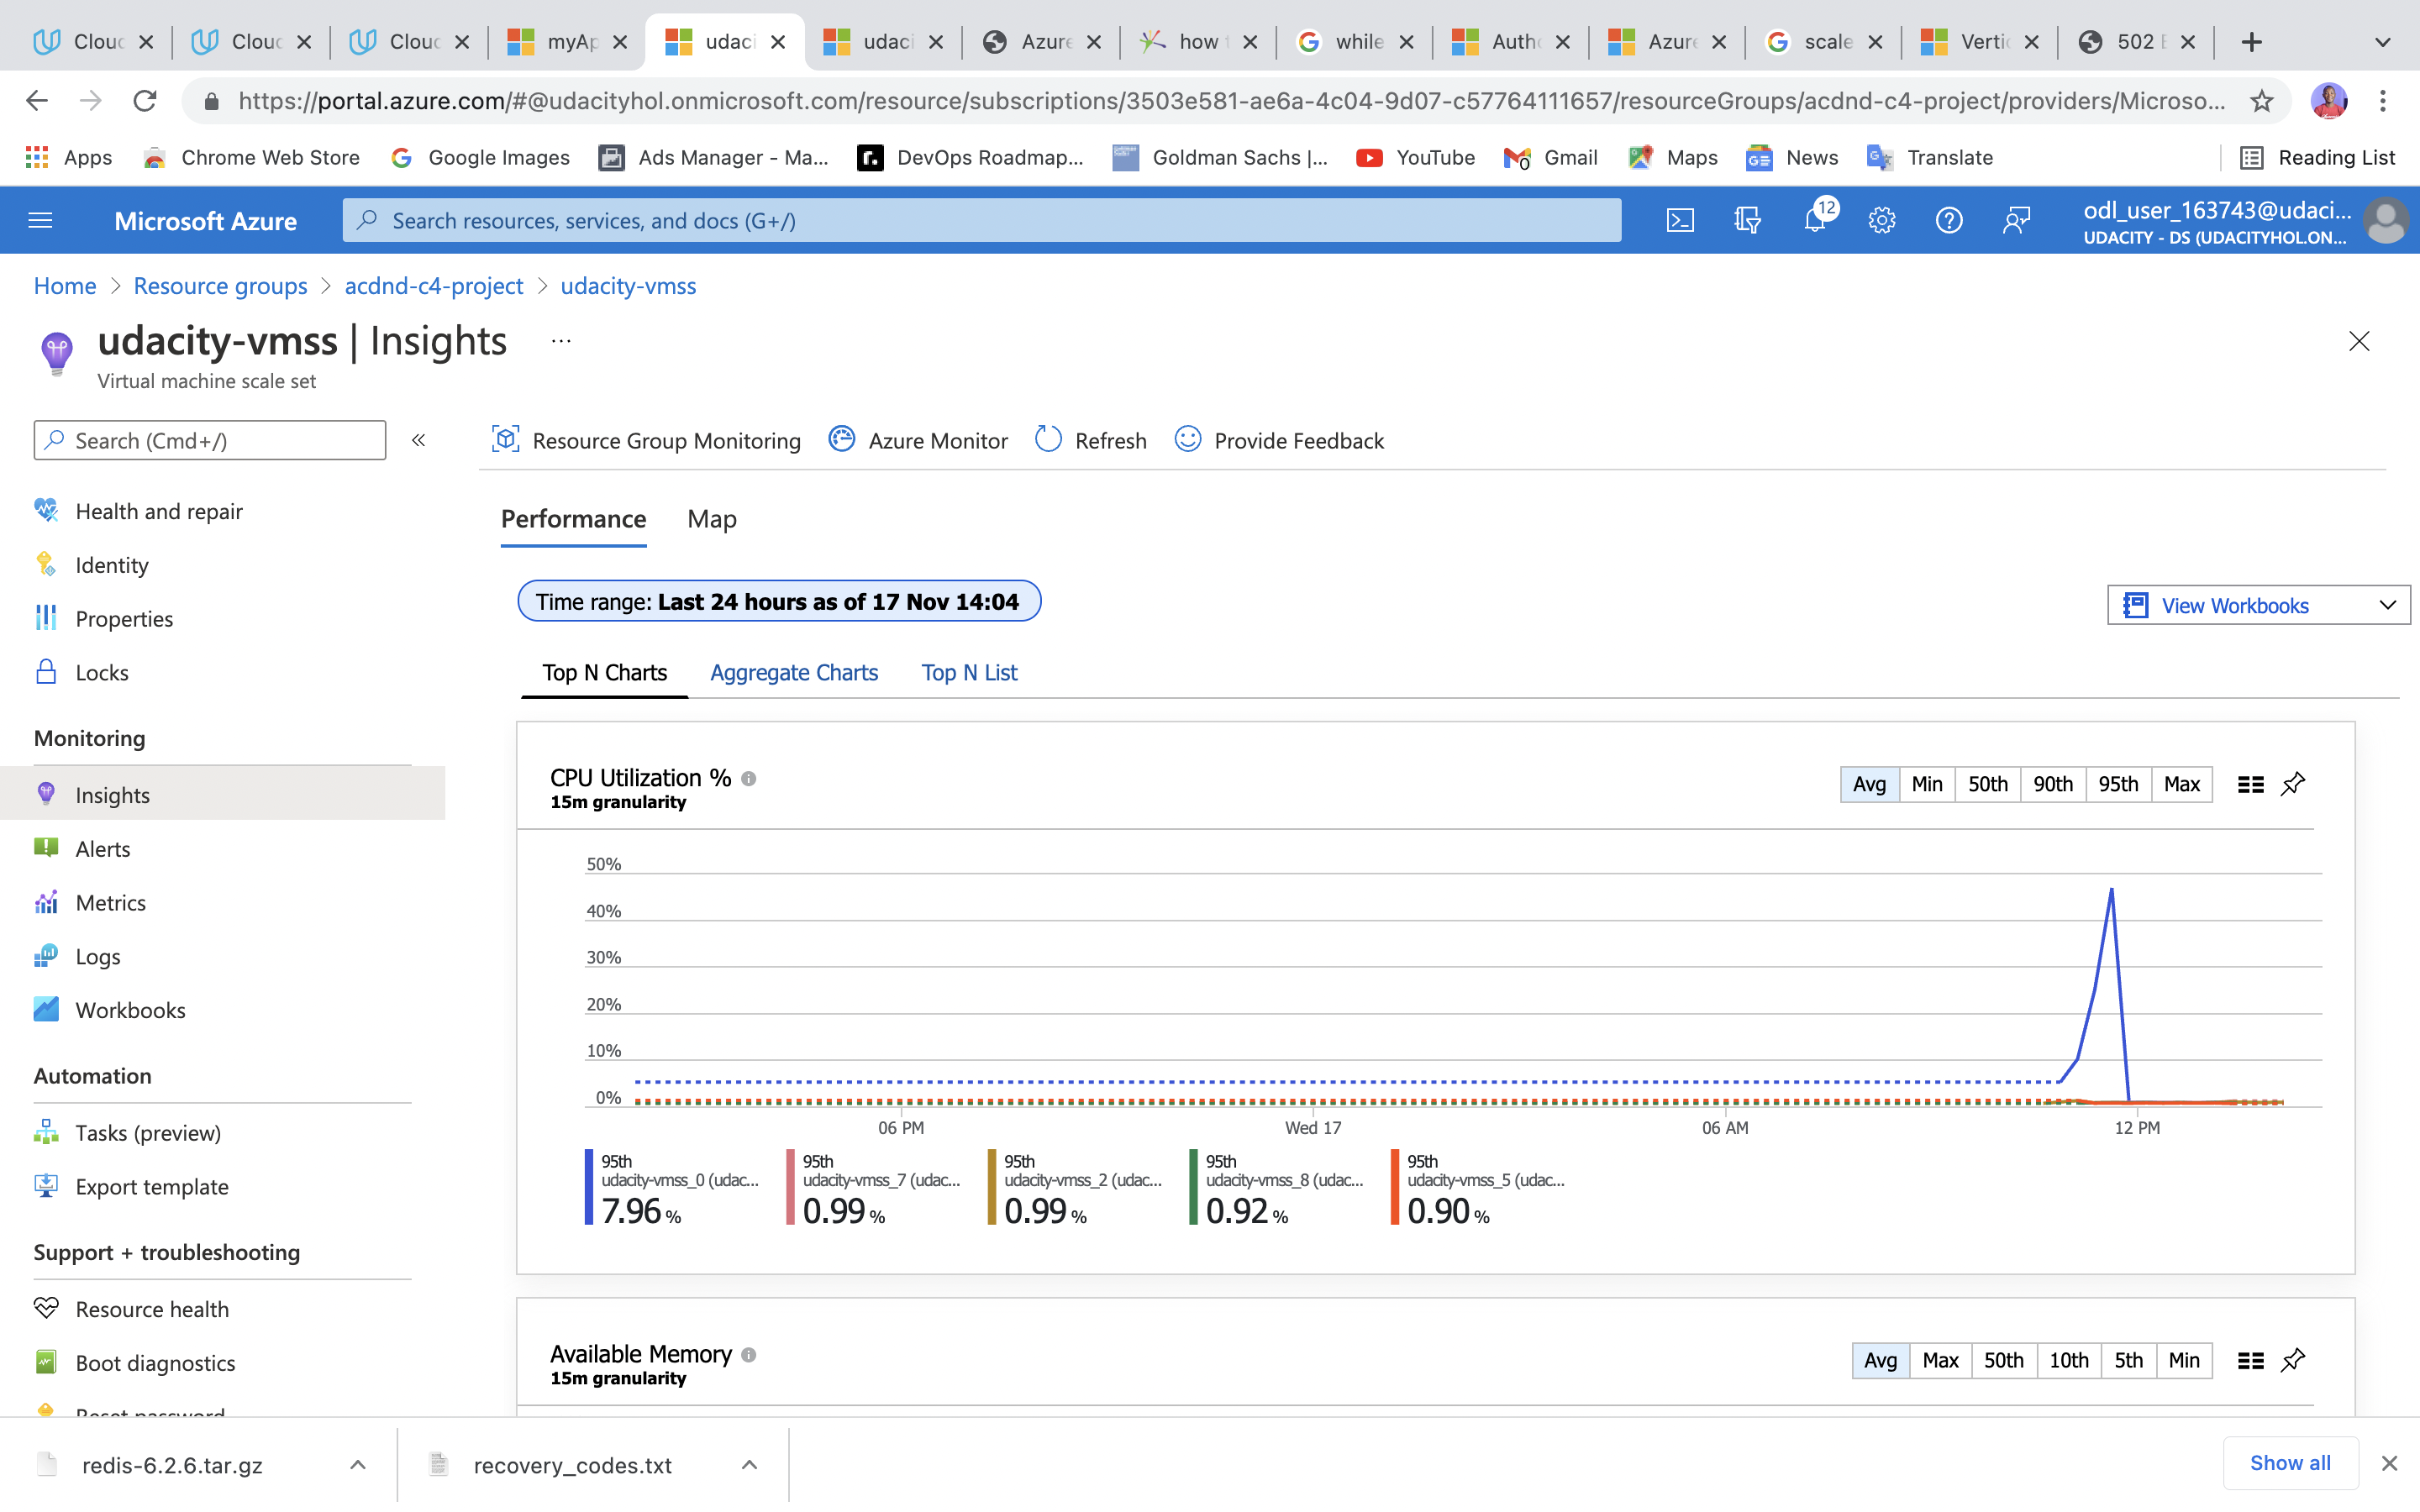 Clouc
Clouc
Clouc
myAp
udaci
udaci
Azure
how
while
Autho
Azure
scale
Vertic
502
https://portal.azure.com/#@udacityhol.onmicrosoft.com/resource/subscriptions/3503e581-ae6a-4c04-9d07-c57764111657/resourceGroups/acdnd-c4-project/providers/Microso...
Apps
Chrome Web Store
Google Images
Ads Manager - Ma...
DevOps Roadmap...
Goldman Sachs |...
YouTube
Gmail
Maps
News
Translate
Reading List
Microsoft Azure
Search resources, services, and docs (G+/)
12
odl_user_163743@udaci...
UDACITY - DS (UDACITYHOL.ON...
Home > Resource groups > acdnd-c4-project > udacity-vmss
udacity-vmss | Insights ...
Virtual machine scale set
Search (Cmd+/)
«
Resource Group Monitoring
Azure Monitor
Refresh
Provide Feedback
Health and repair
Identity
Properties
Locks
Monitoring
Insights
Alerts
Metrics
Logs
Workbooks
Automation
Tasks (preview)
Export template
Support + troubleshooting
Resource health
Boot diagnostics
Reset password
Performance
Map
Time range: Last 24 hours as of 17 Nov 14:04
View Workbooks
Top N Charts
Aggregate Charts
Top N List
CPU Utilization %
15m granularity
Avg
Min
50th
90th
95th
Max
50%
40%
30%
20%
10%
0%
06 PM
Wed 17
06 AM
12 PM
95th
udacity-vmss_0 (udac...
7.96 %
95th
udacity-vmss_7 (udac...
0.99 %
95th
udacity-vmss_2 (udac...
0.99 %
95th
udacity-vmss_8 (udac...
0.92 %
95th
udacity-vmss_5 (udac...
0.90 %
Available Memory
15m granularity
Avg
Max
50th
10th
5th
Min
redis-6.2.6.tar.gz
recovery_codes.txt
Show all